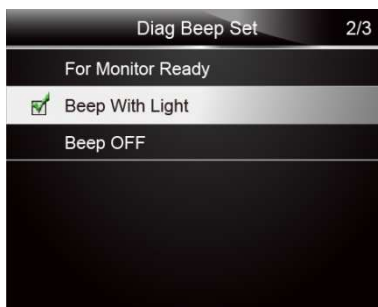 Diag Beep Set 2/3
For Monitor Ready
Beep With Light
Beep OFF